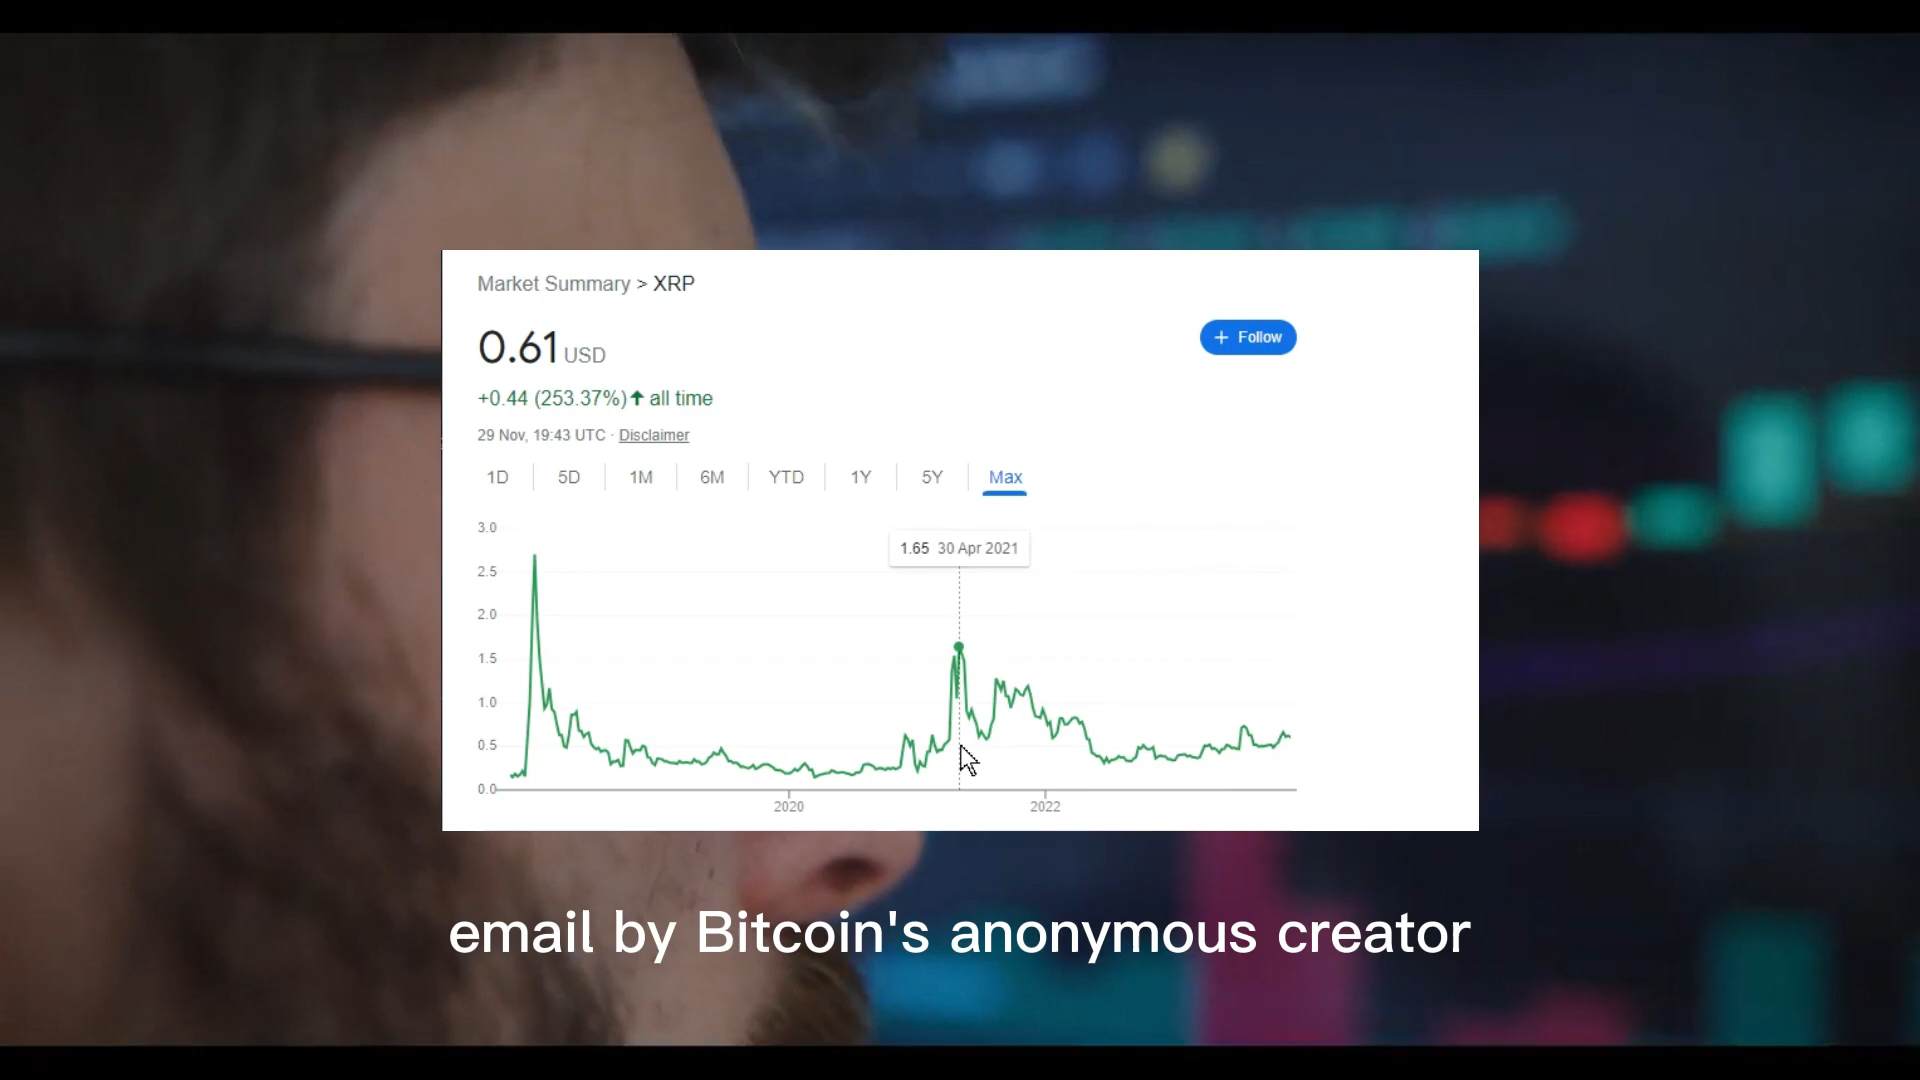 Market Summary > XRP
0.61 USD
+ Follow
+0.44 (253.37%) ↑ all time
29 Nov, 19:43 UTC · Disclaimer
1D 5D 1M 6M YTD 1Y 5Y Max
3.0
1.65 30 Apr 2021
2.5
2.0
1.5
1.0
0.5
0.0
2020 2022
email by Bitcoin's anonymous creator